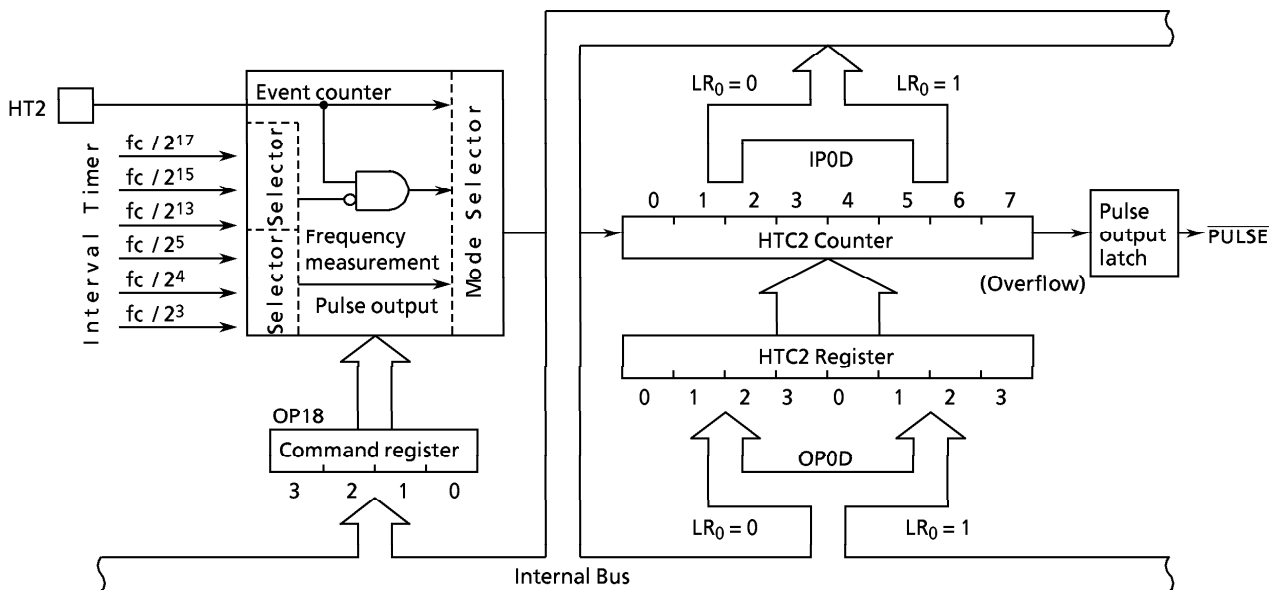 HT2
Interval Timer
fc / 2¹⁷
fc / 2¹⁵
fc / 2¹³
fc / 2⁵
fc / 2⁴
fc / 2³
Event counter
Selector
Selector
Frequency
measurement
Pulse output
Mode Selector
OP18
Command register
3 2 1 0
LR₀ = 0
LR₀ = 1
IP0D
0 1 2 3 4 5 6 7
HTC2 Counter
(Overflow)
Pulse
output
latch
P̅U̅L̅S̅E̅
HTC2 Register
0 1 2 3 0 1 2 3
OP0D
LR₀ = 0
LR₀ = 1
Internal Bus